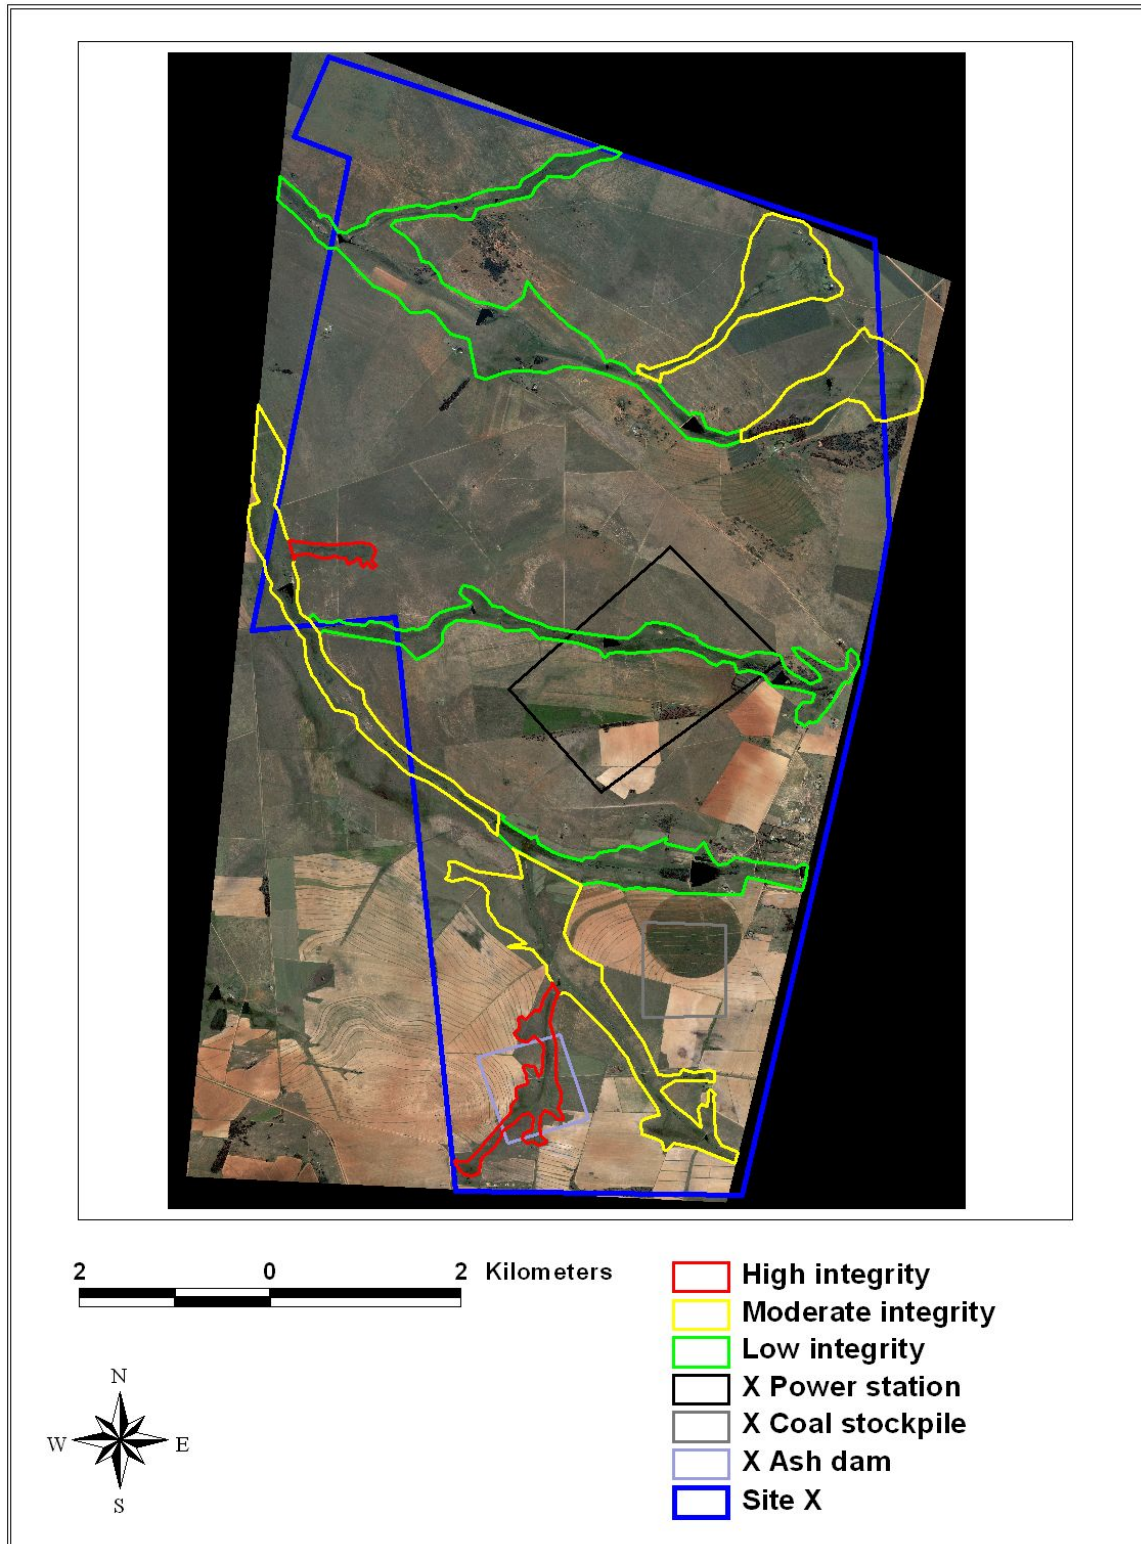 2 0 2 Kilometers
High integrity
Moderate integrity
Low integrity
X Power station
X Coal stockpile
X Ash dam
Site X
N
W E
S